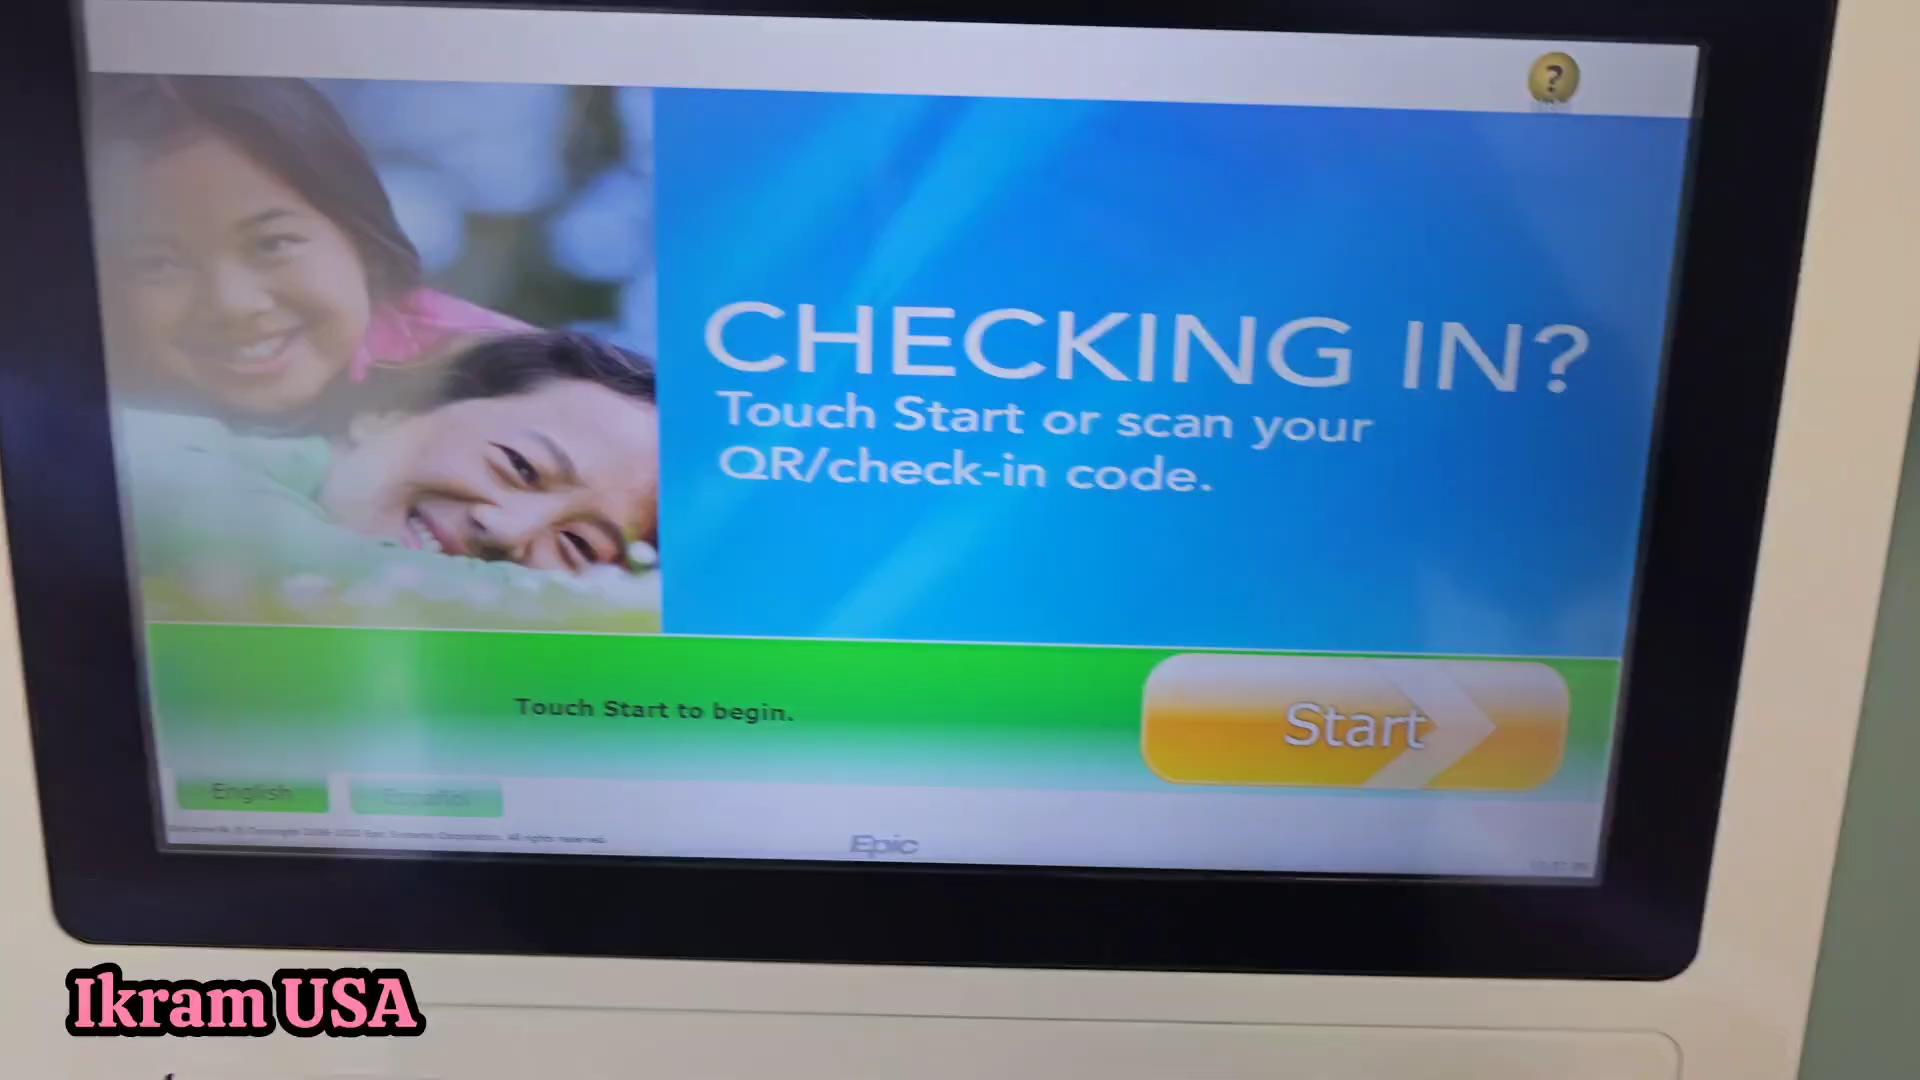 ?
CHECKING IN?
Touch Start or scan your
QR/check-in code.
Touch Start to begin.
Start
English
Español
Epic
Ikram USA